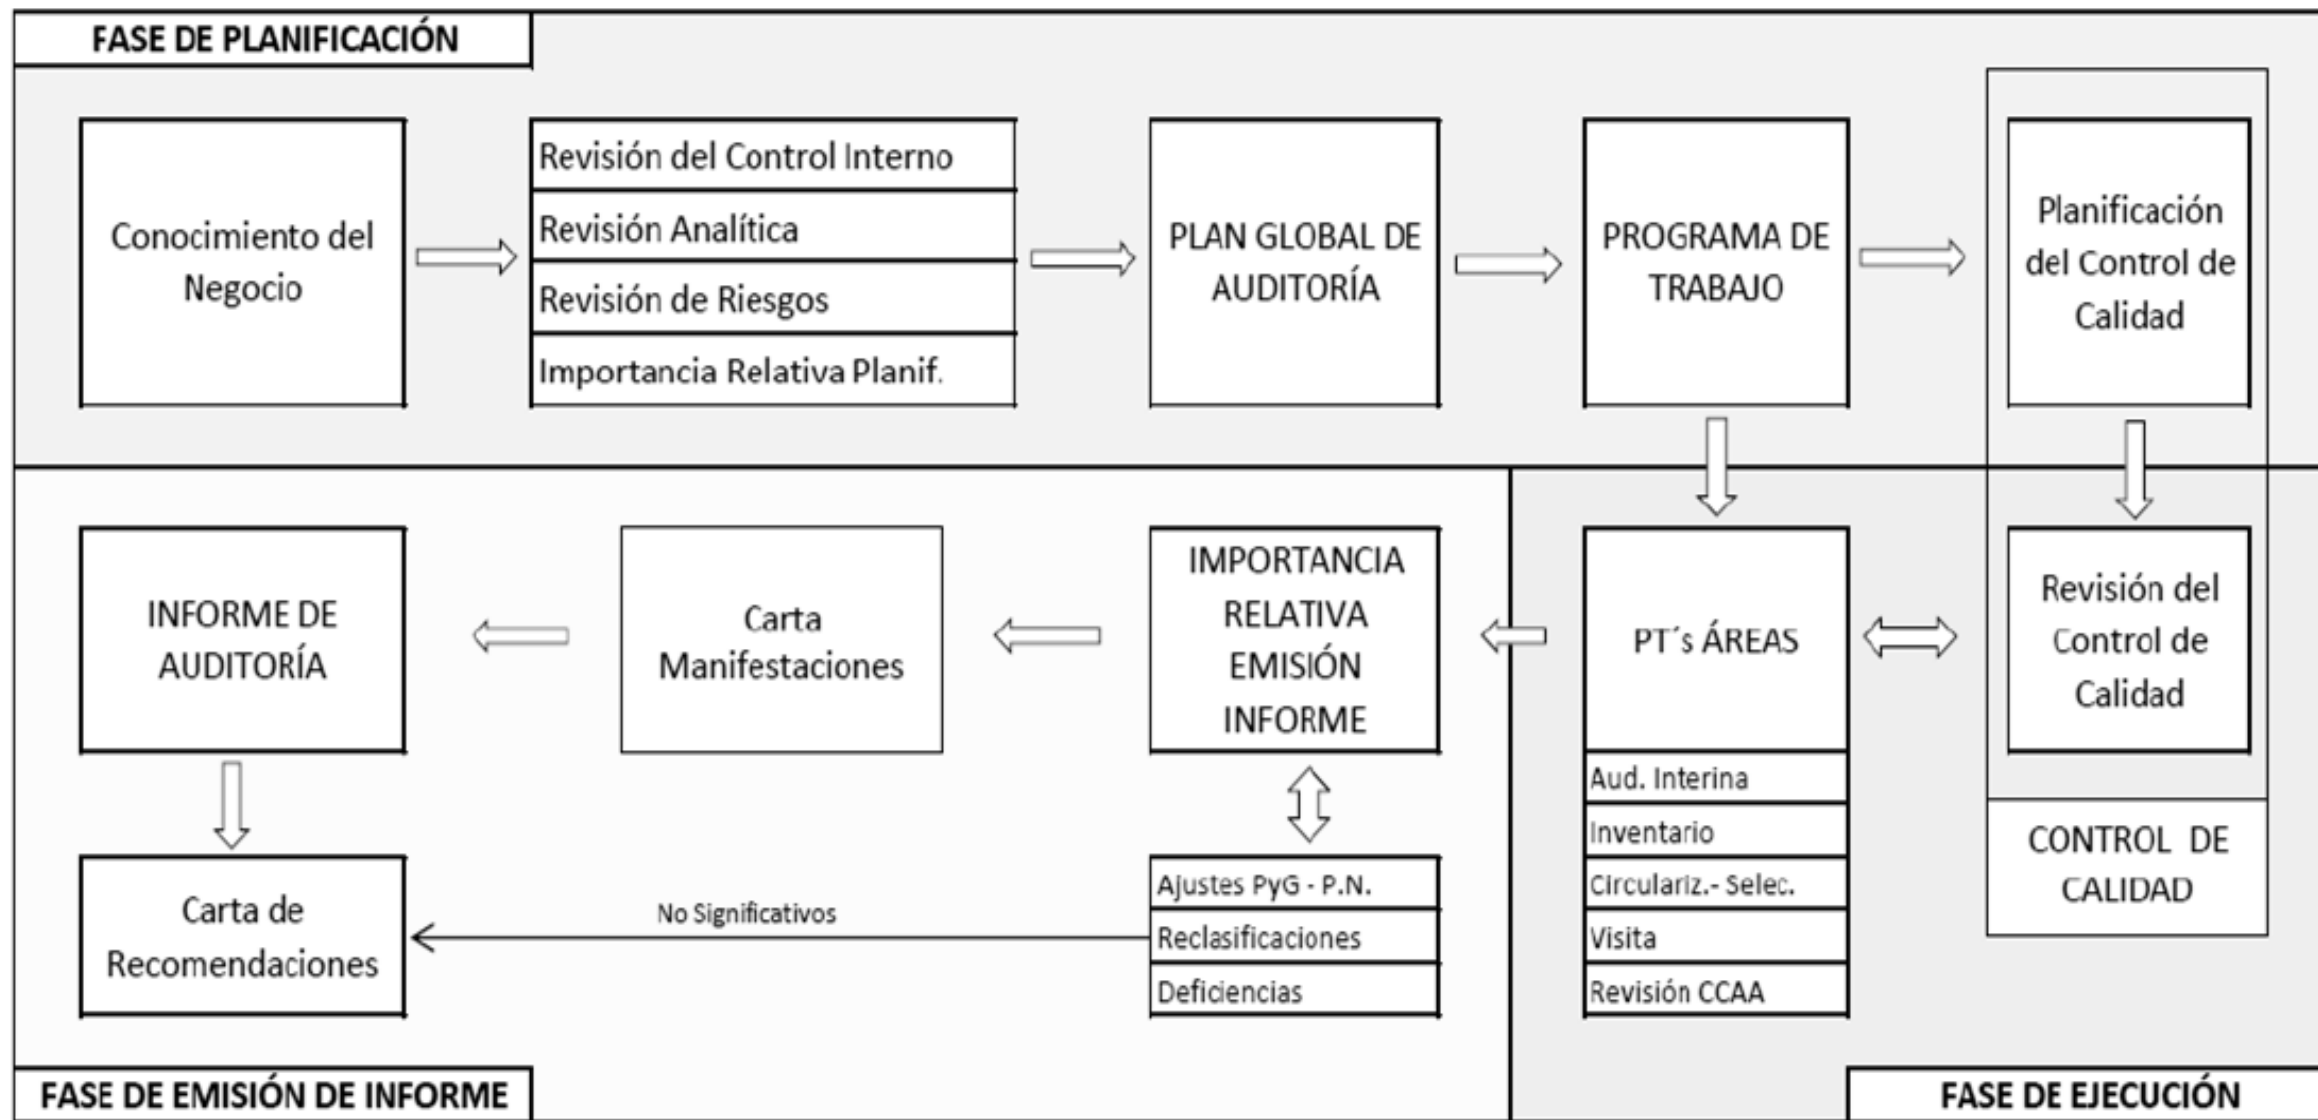 FASE DE PLANIFICACIÓN
Conocimiento del
Negocio
Revisión del Control Interno
Revisión Analítica
Revisión de Riesgos
Importancia Relativa Planif.
PLAN GLOBAL DE
AUDITORÍA
PROGRAMA DE
TRABAJO
Planificación
del Control de
Calidad
INFORME DE
AUDITORÍA
Carta
Manifestaciones
IMPORTANCIA
RELATIVA
EMISIÓN
INFORME
PT´s ÁREAS
Revisión del
Control de
Calidad
Aud. Interina
Inventario
Circulariz.- Selec.
Visita
Revisión CCAA
CONTROL DE
CALIDAD
Carta de
Recomendaciones
No Significativos
Ajustes PyG - P.N.
Reclasificaciones
Deficiencias
FASE DE EMISIÓN DE INFORME
FASE DE EJECUCIÓN